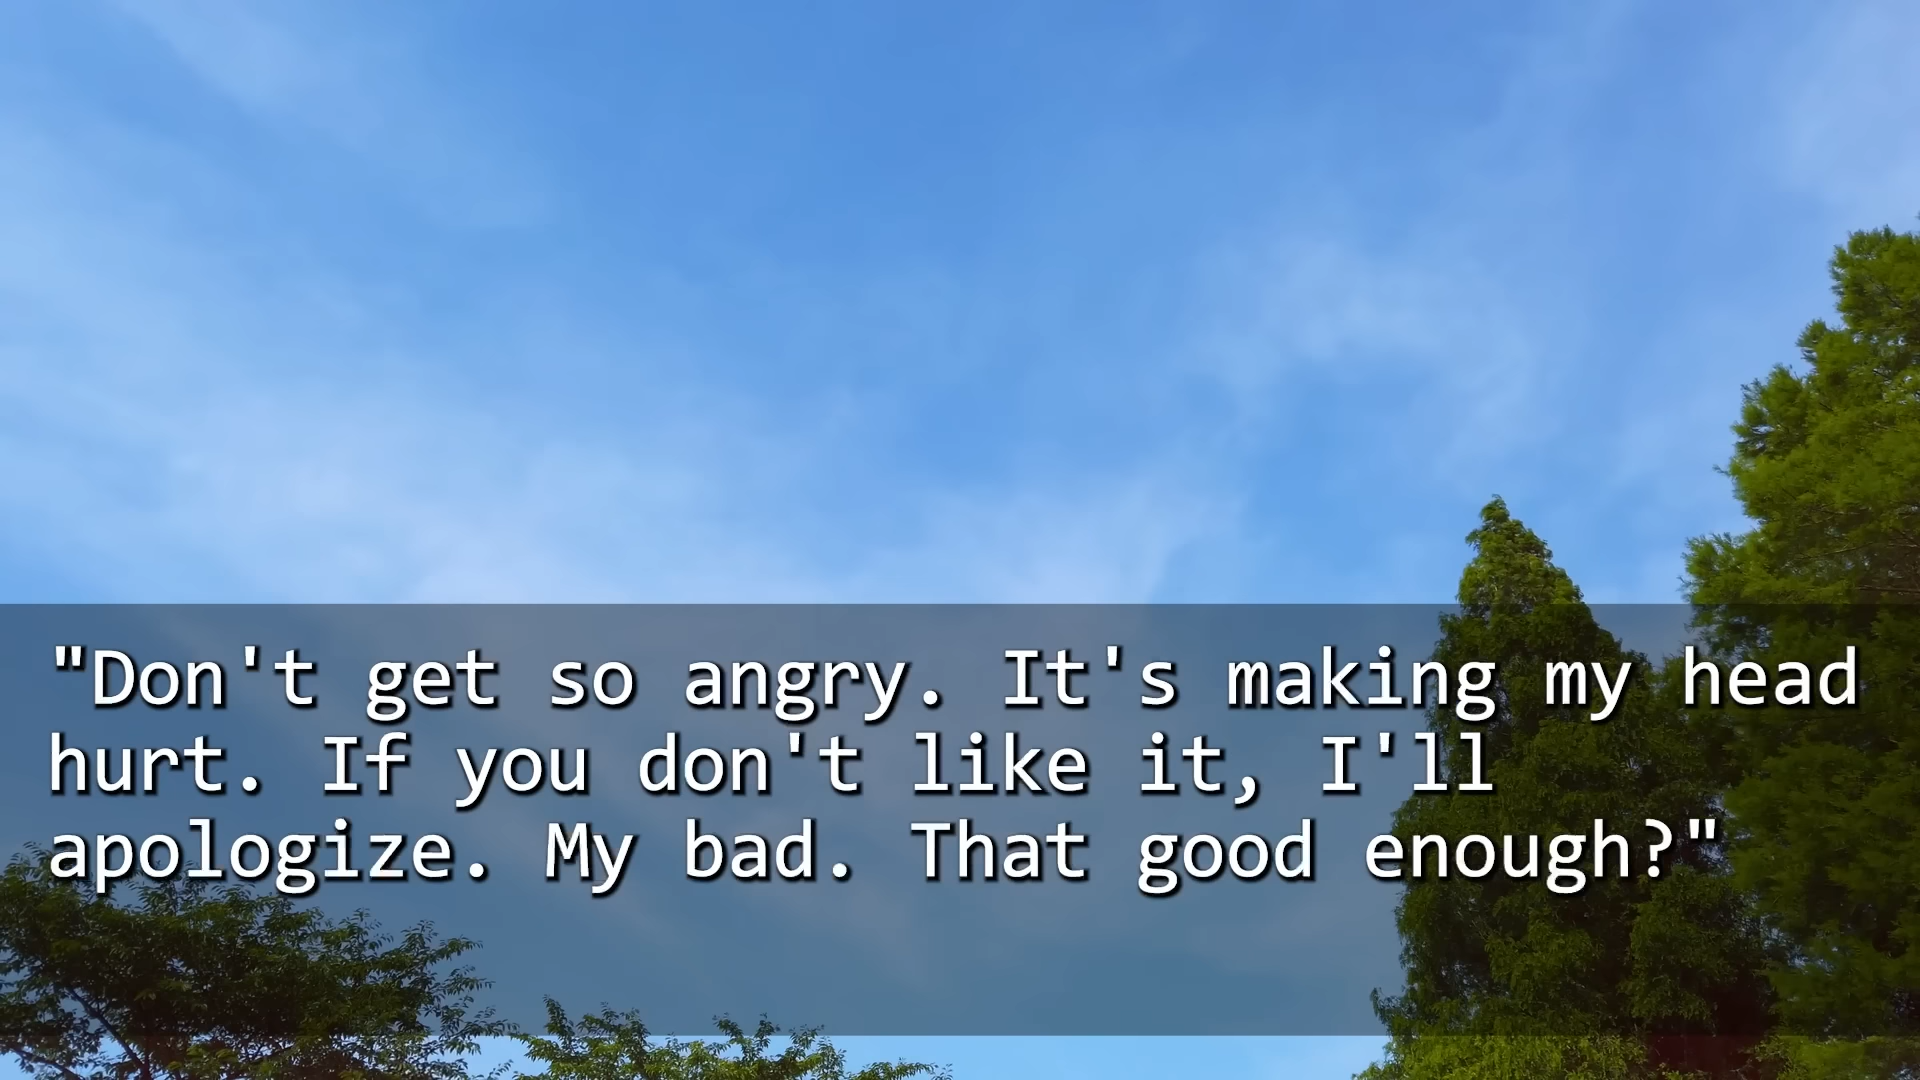 "Don't get so angry. It's making my head
hurt. If you don't like it, I'll
apologize. My bad. That good enough?"